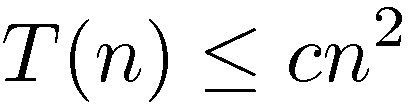 T(n) ≤ cn²